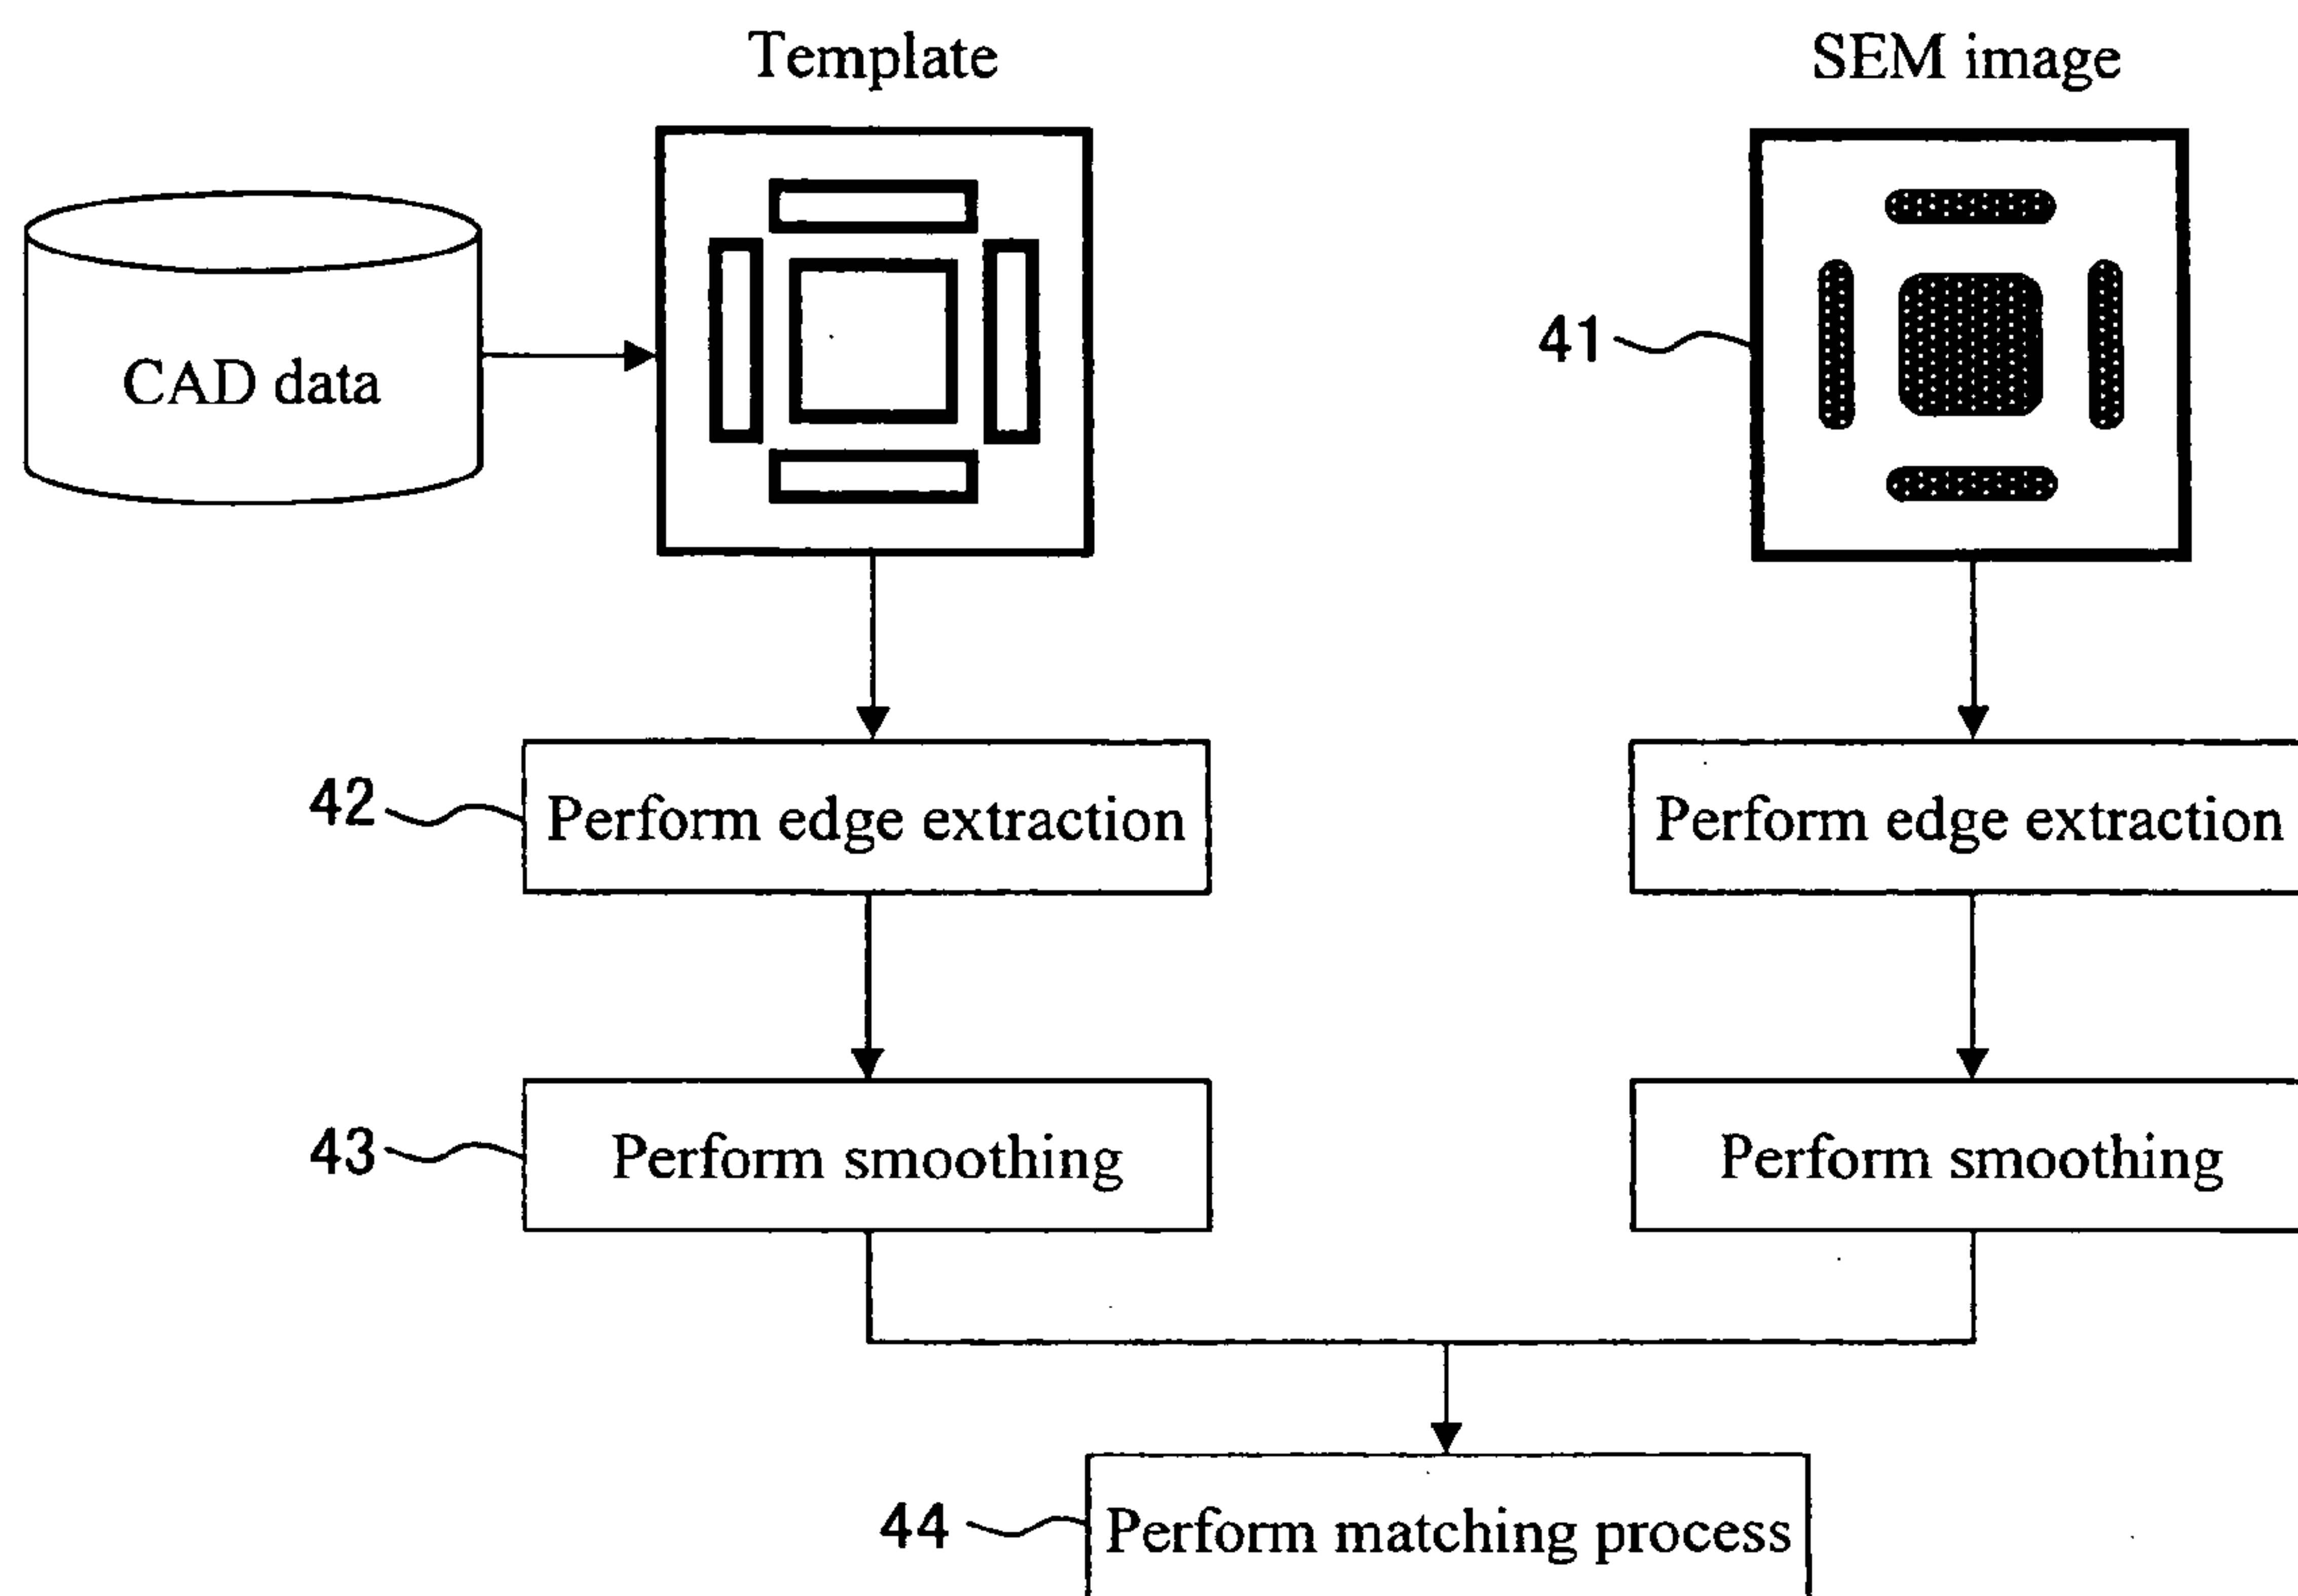 Template
SEM image
CAD data
41
42
Perform edge extraction
Perform edge extraction
43
Perform smoothing
Perform smoothing
44
Perform matching process